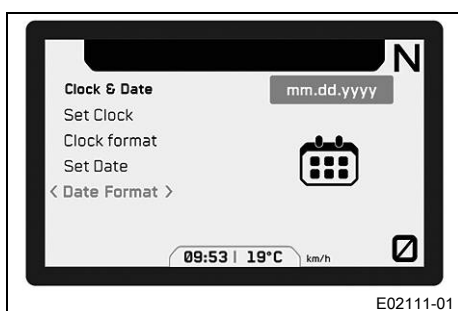 N
Clock & Date
mm.dd.yyyy
Set Clock
Clock format
Set Date
< Date Format >
09:53 | 19°C km/h
0
E02111-01